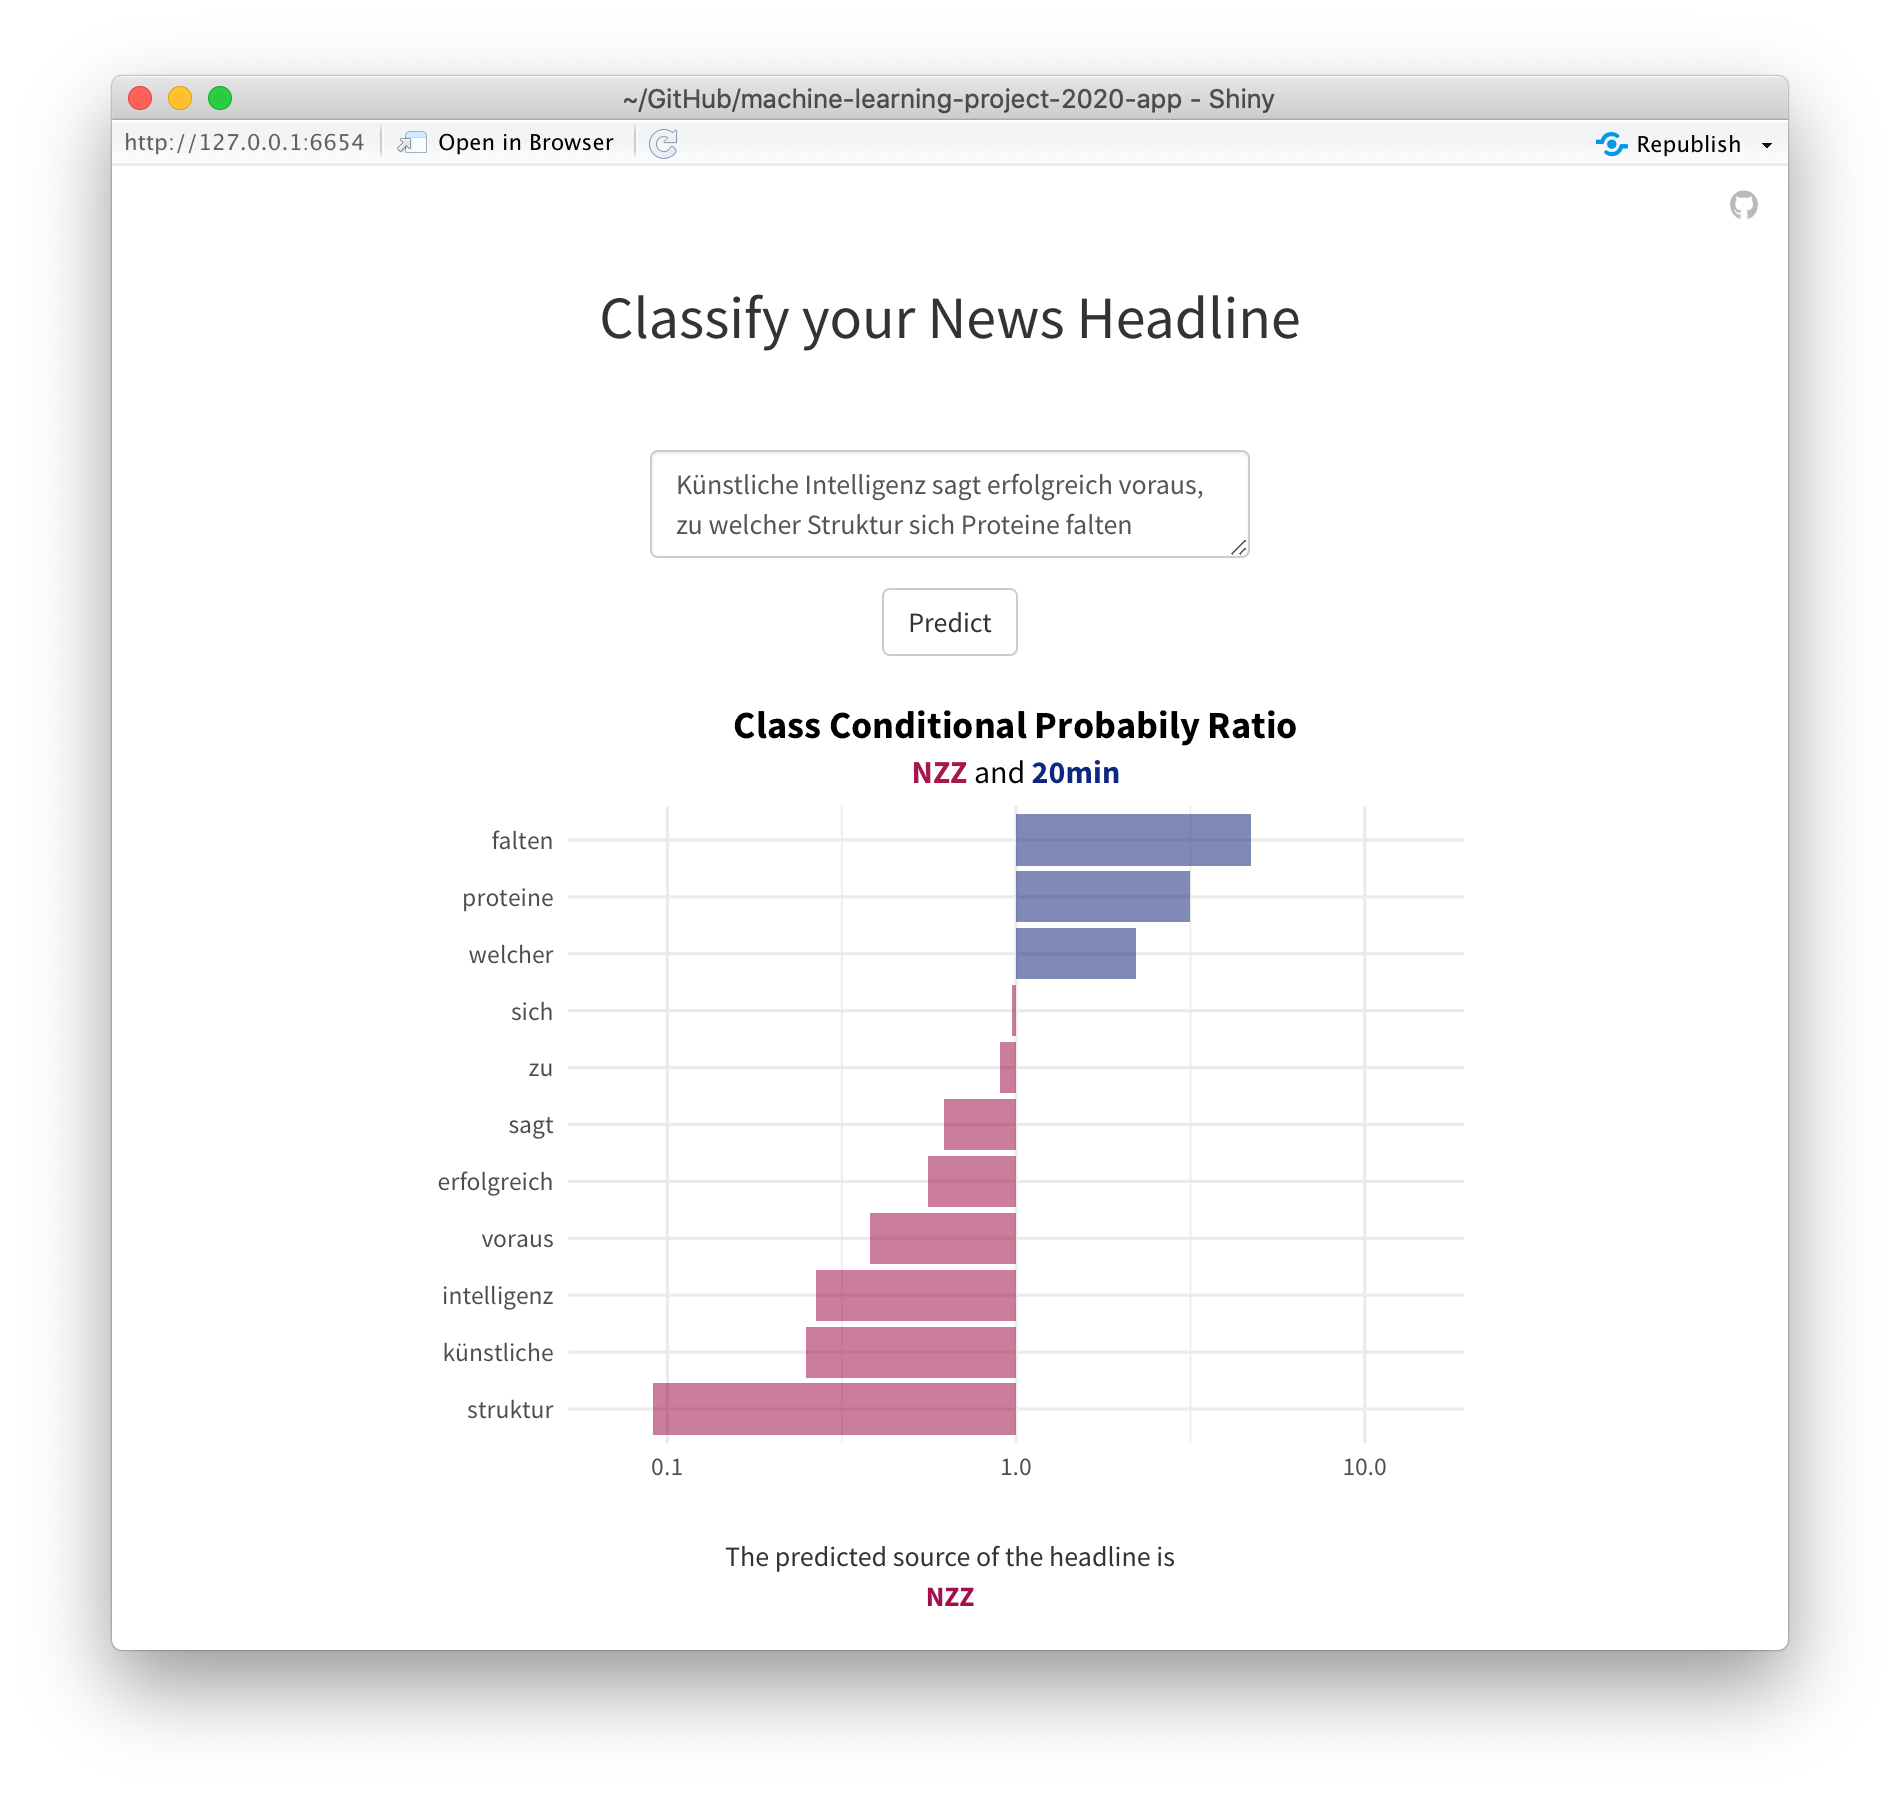 ~/GitHub/machine-learning-project-2020-app - Shiny
http://127.0.0.1:6654 Open in Browser Republish
Classify your News Headline
Künstliche Intelligenz sagt erfolgreich voraus,
zu welcher Struktur sich Proteine falten
Predict
Class Conditional Probabily Ratio
NZZ and 20min
falten
proteine
welcher
sich
zu
sagt
erfolgreich
voraus
intelligenz
künstliche
struktur
0.1 1.0 10.0
The predicted source of the headline is
NZZ